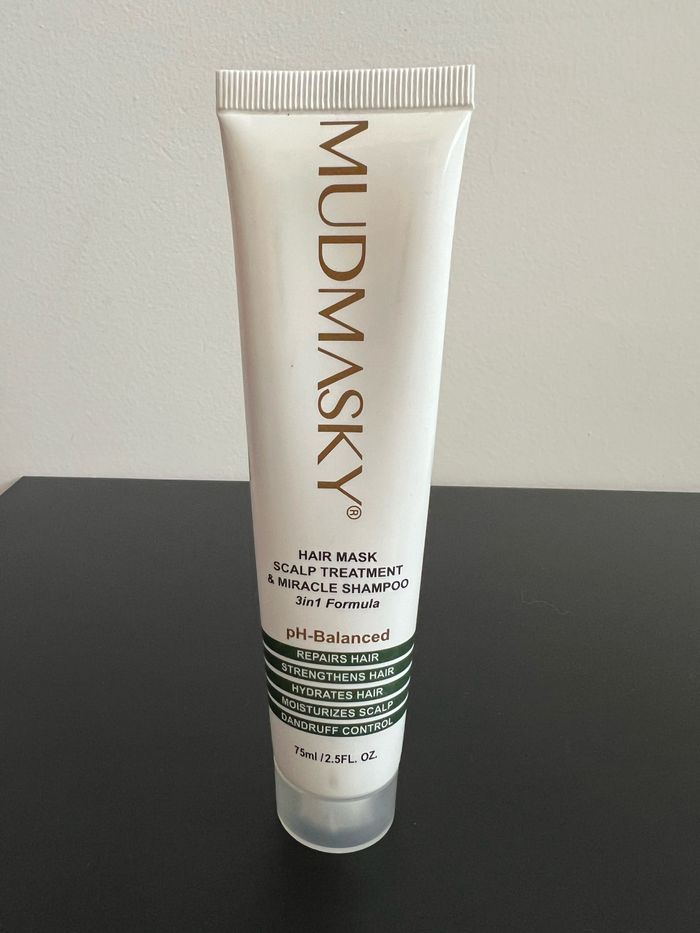 MUDMASKY®
HAIR MASK
SCALP TREATMENT
& MIRACLE SHAMPOO
3in1 Formula
pH-Balanced
REPAIRS HAIR
STRENGTHENS HAIR
HYDRATES HAIR
MOISTURIZES SCALP
DANDRUFF CONTROL
75ml /2.5FL. OZ.